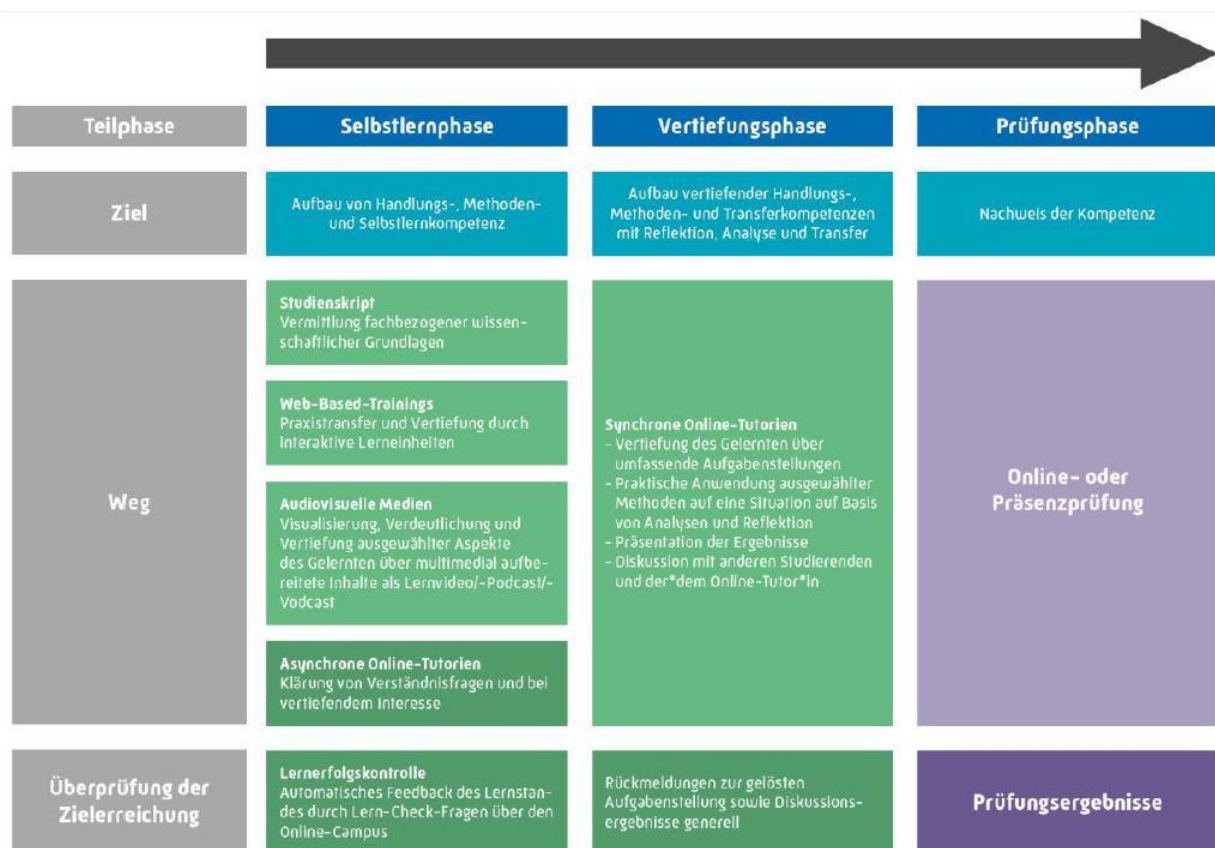 Teilphase
Selbstlernphase
Vertiefungsphase
Prüfungsphase
Ziel
Aufbau von Handlungs-, Methoden-
und Selbstlernkompetenz
Aufbau vertiefender Handlungs-,
Methoden- und Transferkompetenzen
mit Reflektion, Analyse und Transfer
Nachweis der Kompetenz
Weg
Studienskript
Vermittlung fachbezogener wissen-
schaftlicher Grundlagen
Web-Based-Trainings
Praxistransfer und Vertiefung durch
interaktive Lerneinheiten
Audiovisuelle Medien
Visualisierung, Verdeutlichung und
Vertiefung ausgewählter Aspekte
des Gelernten über multimedial aufbe-
reitete Inhalte als Lernvideo/-Podcast/-
Vodcast
Asynchrone Online-Tutorien
Klärung von Verständnisfragen und bei
vertiefendem Interesse
Synchrone Online-Tutorien
- Vertiefung des Gelernten über
umfassende Aufgabenstellungen
- Praktische Anwendung ausgewählter
Methoden auf eine Situation auf Basis
von Analysen und Reflektion
- Präsentation der Ergebnisse
- Diskussion mit anderen Studierenden
und der*dem Online-Tutor*in
Online- oder
Präsenzprüfung
Überprüfung der
Zielerreichung
Lernerfolgskontrolle
Automatisches Feedback des Lernstan-
des durch Lern-Check-Fragen über den
Online-Campus
Rückmeldungen zur gelösten
Aufgabenstellung sowie Diskussions-
ergebnisse generell
Prüfungsergebnisse